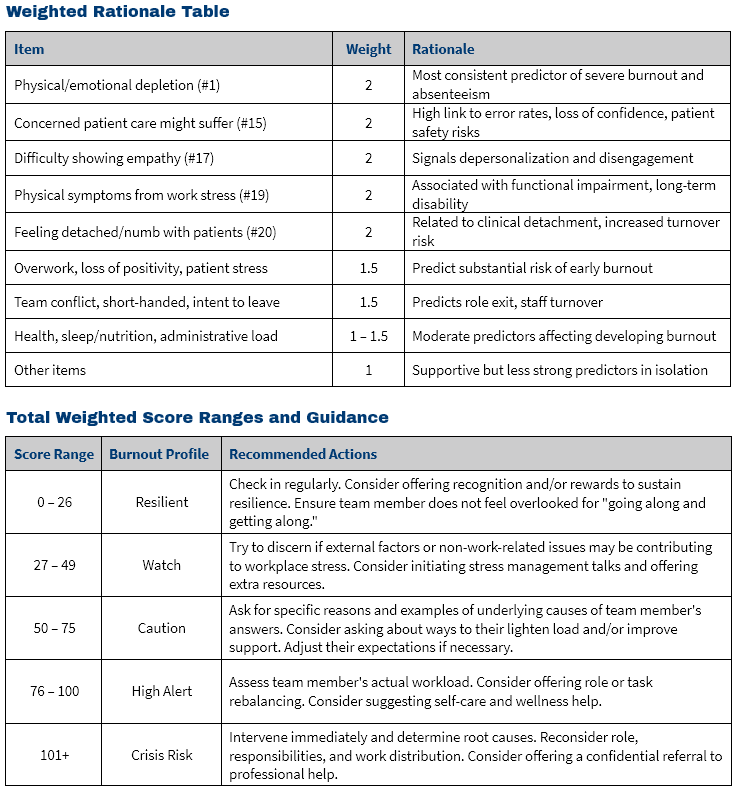 Weighted Rationale Table
Item Weight Rationale
Physical/emotional depletion (#1) 2 Most consistent predictor of severe burnout and
absenteeism
Concerned patient care might suffer (#15) 2 High link to error rates, loss of confidence, patient
safety risks
Difficulty showing empathy (#17) 2 Signals depersonalization and disengagement
Physical symptoms from work stress (#19) 2 Associated with functional impairment, long-term
disability
Feeling detached/numb with patients (#20) 2 Related to clinical detachment, increased turnover
risk
Overwork, loss of positivity, patient stress 1.5 Predict substantial risk of early burnout
Team conflict, short-handed, intent to leave 1.5 Predicts role exit, staff turnover
Health, sleep/nutrition, administrative load 1 – 1.5 Moderate predictors affecting developing burnout
Other items 1 Supportive but less strong predictors in isolation
Total Weighted Score Ranges and Guidance
Score Range Burnout Profile Recommended Actions
0 – 26 Resilient Check in regularly. Consider offering recognition and/or rewards to sustain
resilience. Ensure team member does not feel overlooked for "going along and
getting along."
27 – 49 Watch Try to discern if external factors or non-work-related issues may be contributing
to workplace stress. Consider initiating stress management talks and offering
extra resources.
50 – 75 Caution Ask for specific reasons and examples of underlying causes of team member's
answers. Consider asking about ways to their lighten load and/or improve
support. Adjust their expectations if necessary.
76 – 100 High Alert Assess team member's actual workload. Consider offering role or task
rebalancing. Consider suggesting self-care and wellness help.
101+ Crisis Risk Intervene immediately and determine root causes. Reconsider role,
responsibilities, and work distribution. Consider offering a confidential referral to
professional help.